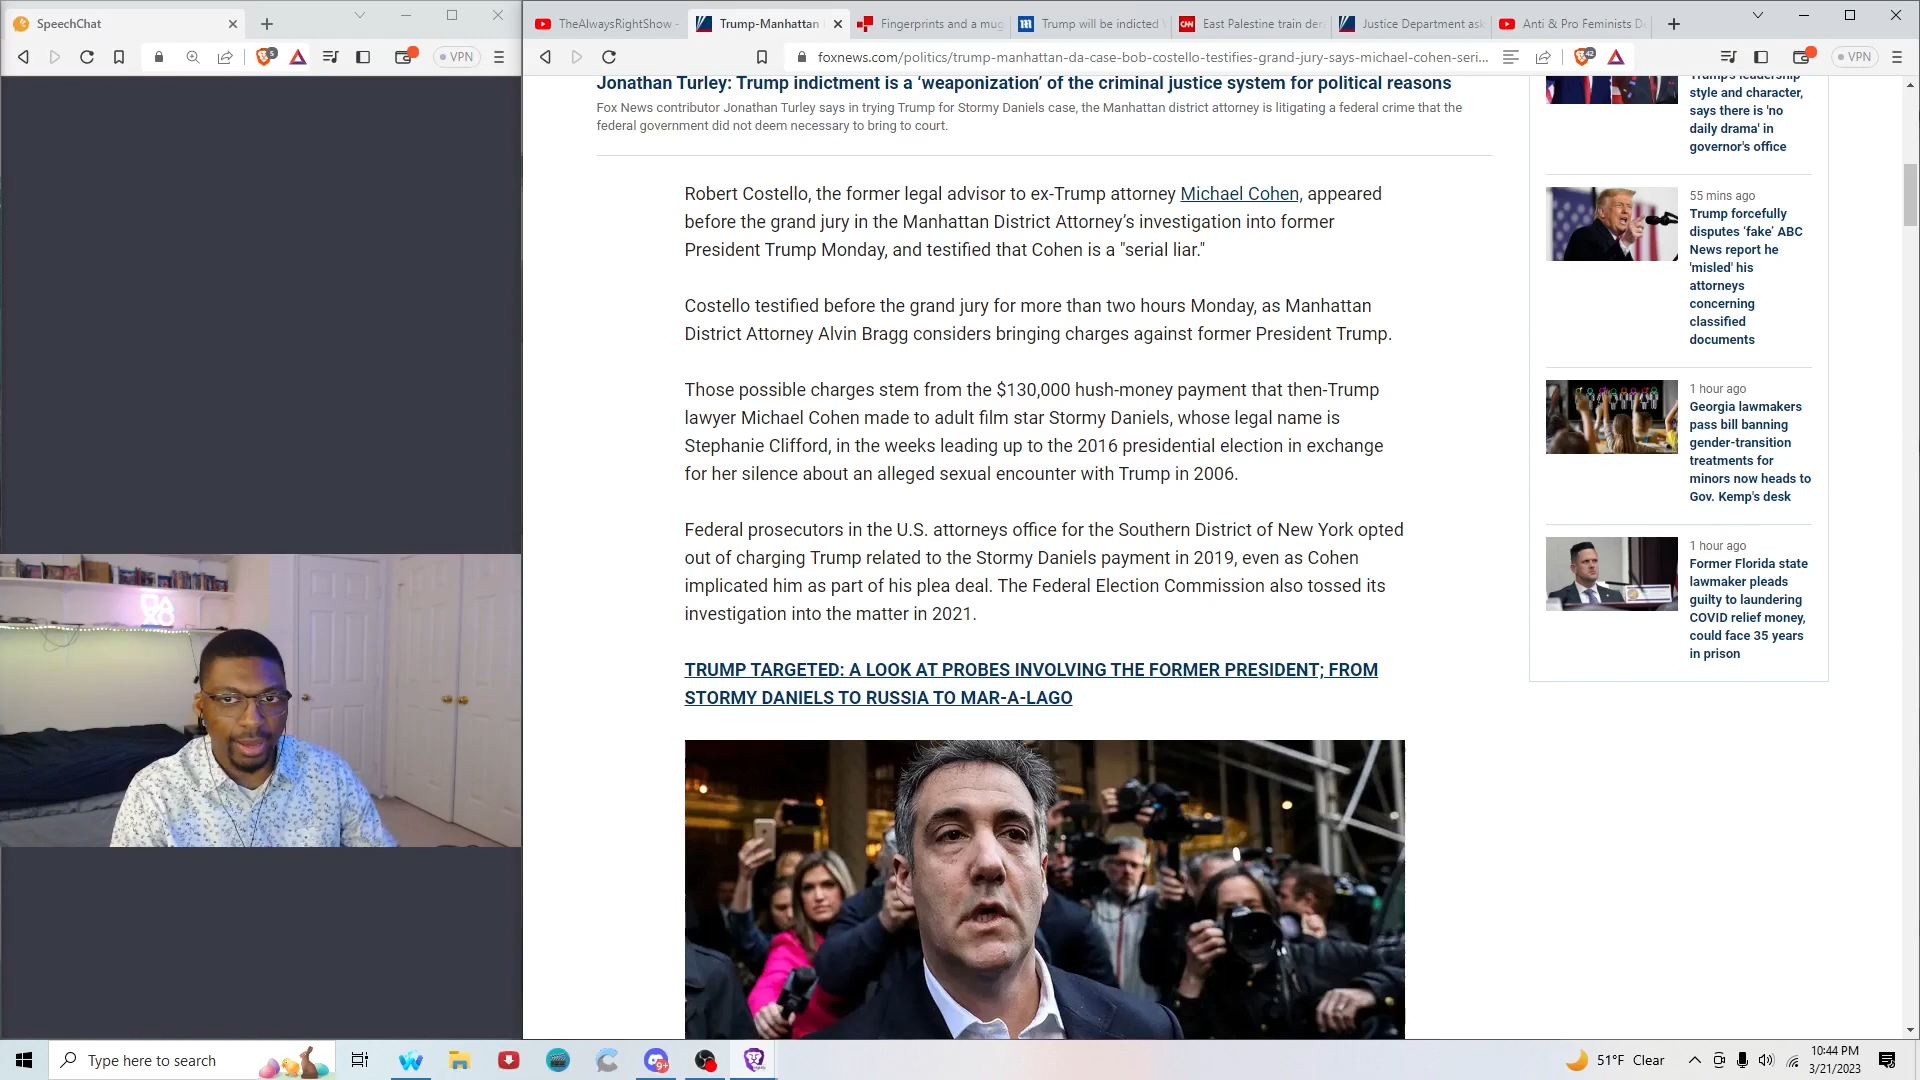 SpeechChat
TheAlwaysRightShow -
Trump-Manhattan
Fingerprints and a mug
Trump will be indicted
CNN
East Palestine train der
Justice Department ask
Anti & Pro Feminists D
5
VPN
foxnews.com/politics/trump-manhattan-da-case-bob-costello-testifies-grand-jury-says-michael-cohen-seri...
42
VPN
Jonathan Turley: Trump indictment is a ‘weaponization’ of the criminal justice system for political reasons
Fox News contributor Jonathan Turley says in trying Trump for Stormy Daniels case, the Manhattan district attorney is litigating a federal crime that the
federal government did not deem necessary to bring to court.
Robert Costello, the former legal advisor to ex-Trump attorney Michael Cohen, appeared
before the grand jury in the Manhattan District Attorney’s investigation into former
President Trump Monday, and testified that Cohen is a "serial liar."
Costello testified before the grand jury for more than two hours Monday, as Manhattan
District Attorney Alvin Bragg considers bringing charges against former President Trump.
Those possible charges stem from the $130,000 hush-money payment that then-Trump
lawyer Michael Cohen made to adult film star Stormy Daniels, whose legal name is
Stephanie Clifford, in the weeks leading up to the 2016 presidential election in exchange
for her silence about an alleged sexual encounter with Trump in 2006.
Federal prosecutors in the U.S. attorneys office for the Southern District of New York opted
out of charging Trump related to the Stormy Daniels payment in 2019, even as Cohen
implicated him as part of his plea deal. The Federal Election Commission also tossed its
investigation into the matter in 2021.
TRUMP TARGETED: A LOOK AT PROBES INVOLVING THE FORMER PRESIDENT; FROM
STORMY DANIELS TO RUSSIA TO MAR-A-LAGO
Trump's leadership
style and character,
says there is 'no
daily drama' in
governor's office
55 mins ago
Trump forcefully
disputes ‘fake’ ABC
News report he
'misled' his
attorneys
concerning
classified
documents
1 hour ago
Georgia lawmakers
pass bill banning
gender-transition
treatments for
minors now heads to
Gov. Kemp's desk
1 hour ago
Former Florida state
lawmaker pleads
guilty to laundering
COVID relief money,
could face 35 years
in prison
Type here to search
9+
51°F Clear
10:44 PM
3/21/2023